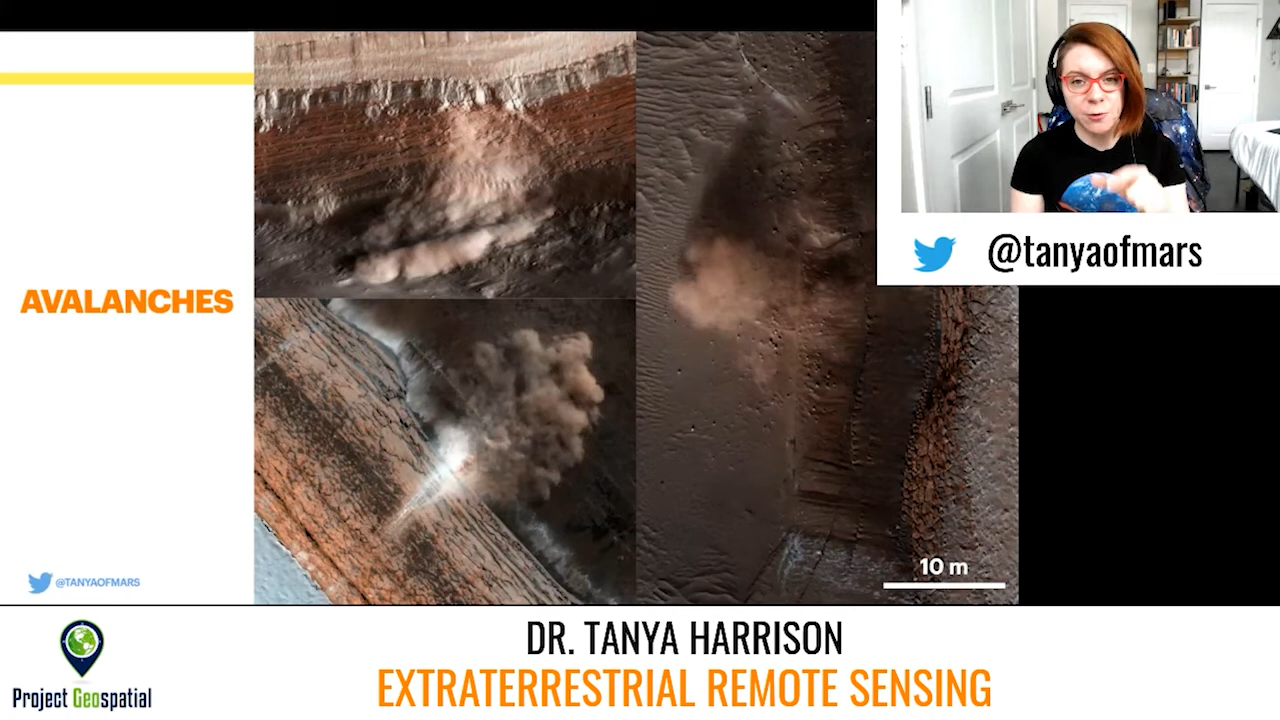 @tanyaofmars
AVALANCHES
10 m
@TANYAOFMARS
DR. TANYA HARRISON
EXTRATERRESTRIAL REMOTE SENSING
Project Geospatial